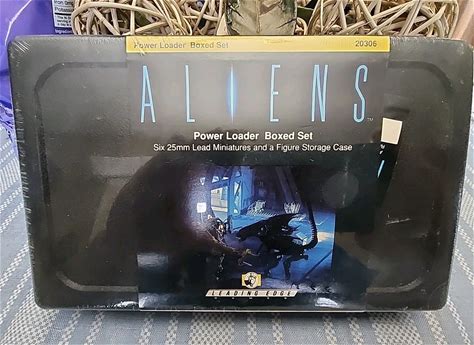 Power Loader Boxed Set 20306
ALIENS TM
Power Loader Boxed Set
Six 25mm Lead Miniatures and a Figure Storage Case
LEADING EDGE